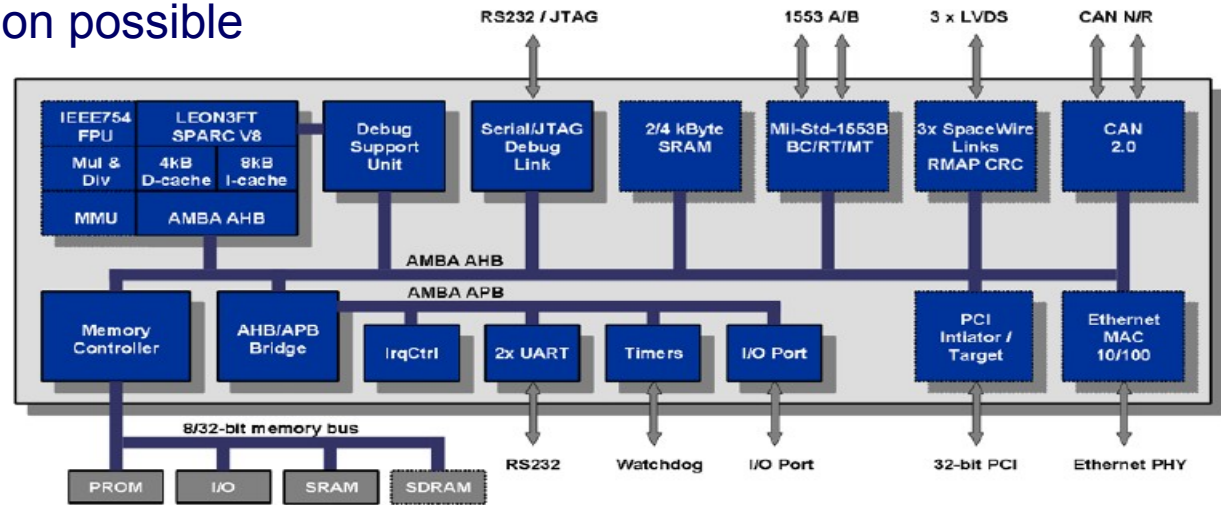 on possible
RS232 / JTAG
1553 A/B
3 x LVDS
CAN N/R
IEEE754
FPU
LEON3FT
SPARC V8
Mul &
Div
4kB
D-cache
8kB
I-cache
MMU
AMBA AHB
Debug
Support
Unit
Serial/JTAG
Debug
Link
2/4 kByte
SRAM
Mil-Std-1553B
BC/RT/MT
3x SpaceWire
Links
RMAP CRC
CAN
2.0
AMBA AHB
AMBA APB
Memory
Controller
AHB/APB
Bridge
IrqCtrl
2x UART
Timers
I/O Port
PCI
Intiator /
Target
Ethernet
MAC
10/100
8/32-bit memory bus
RS232
Watchdog
I/O Port
32-bit PCI
Ethernet PHY
PROM
I/O
SRAM
SDRAM